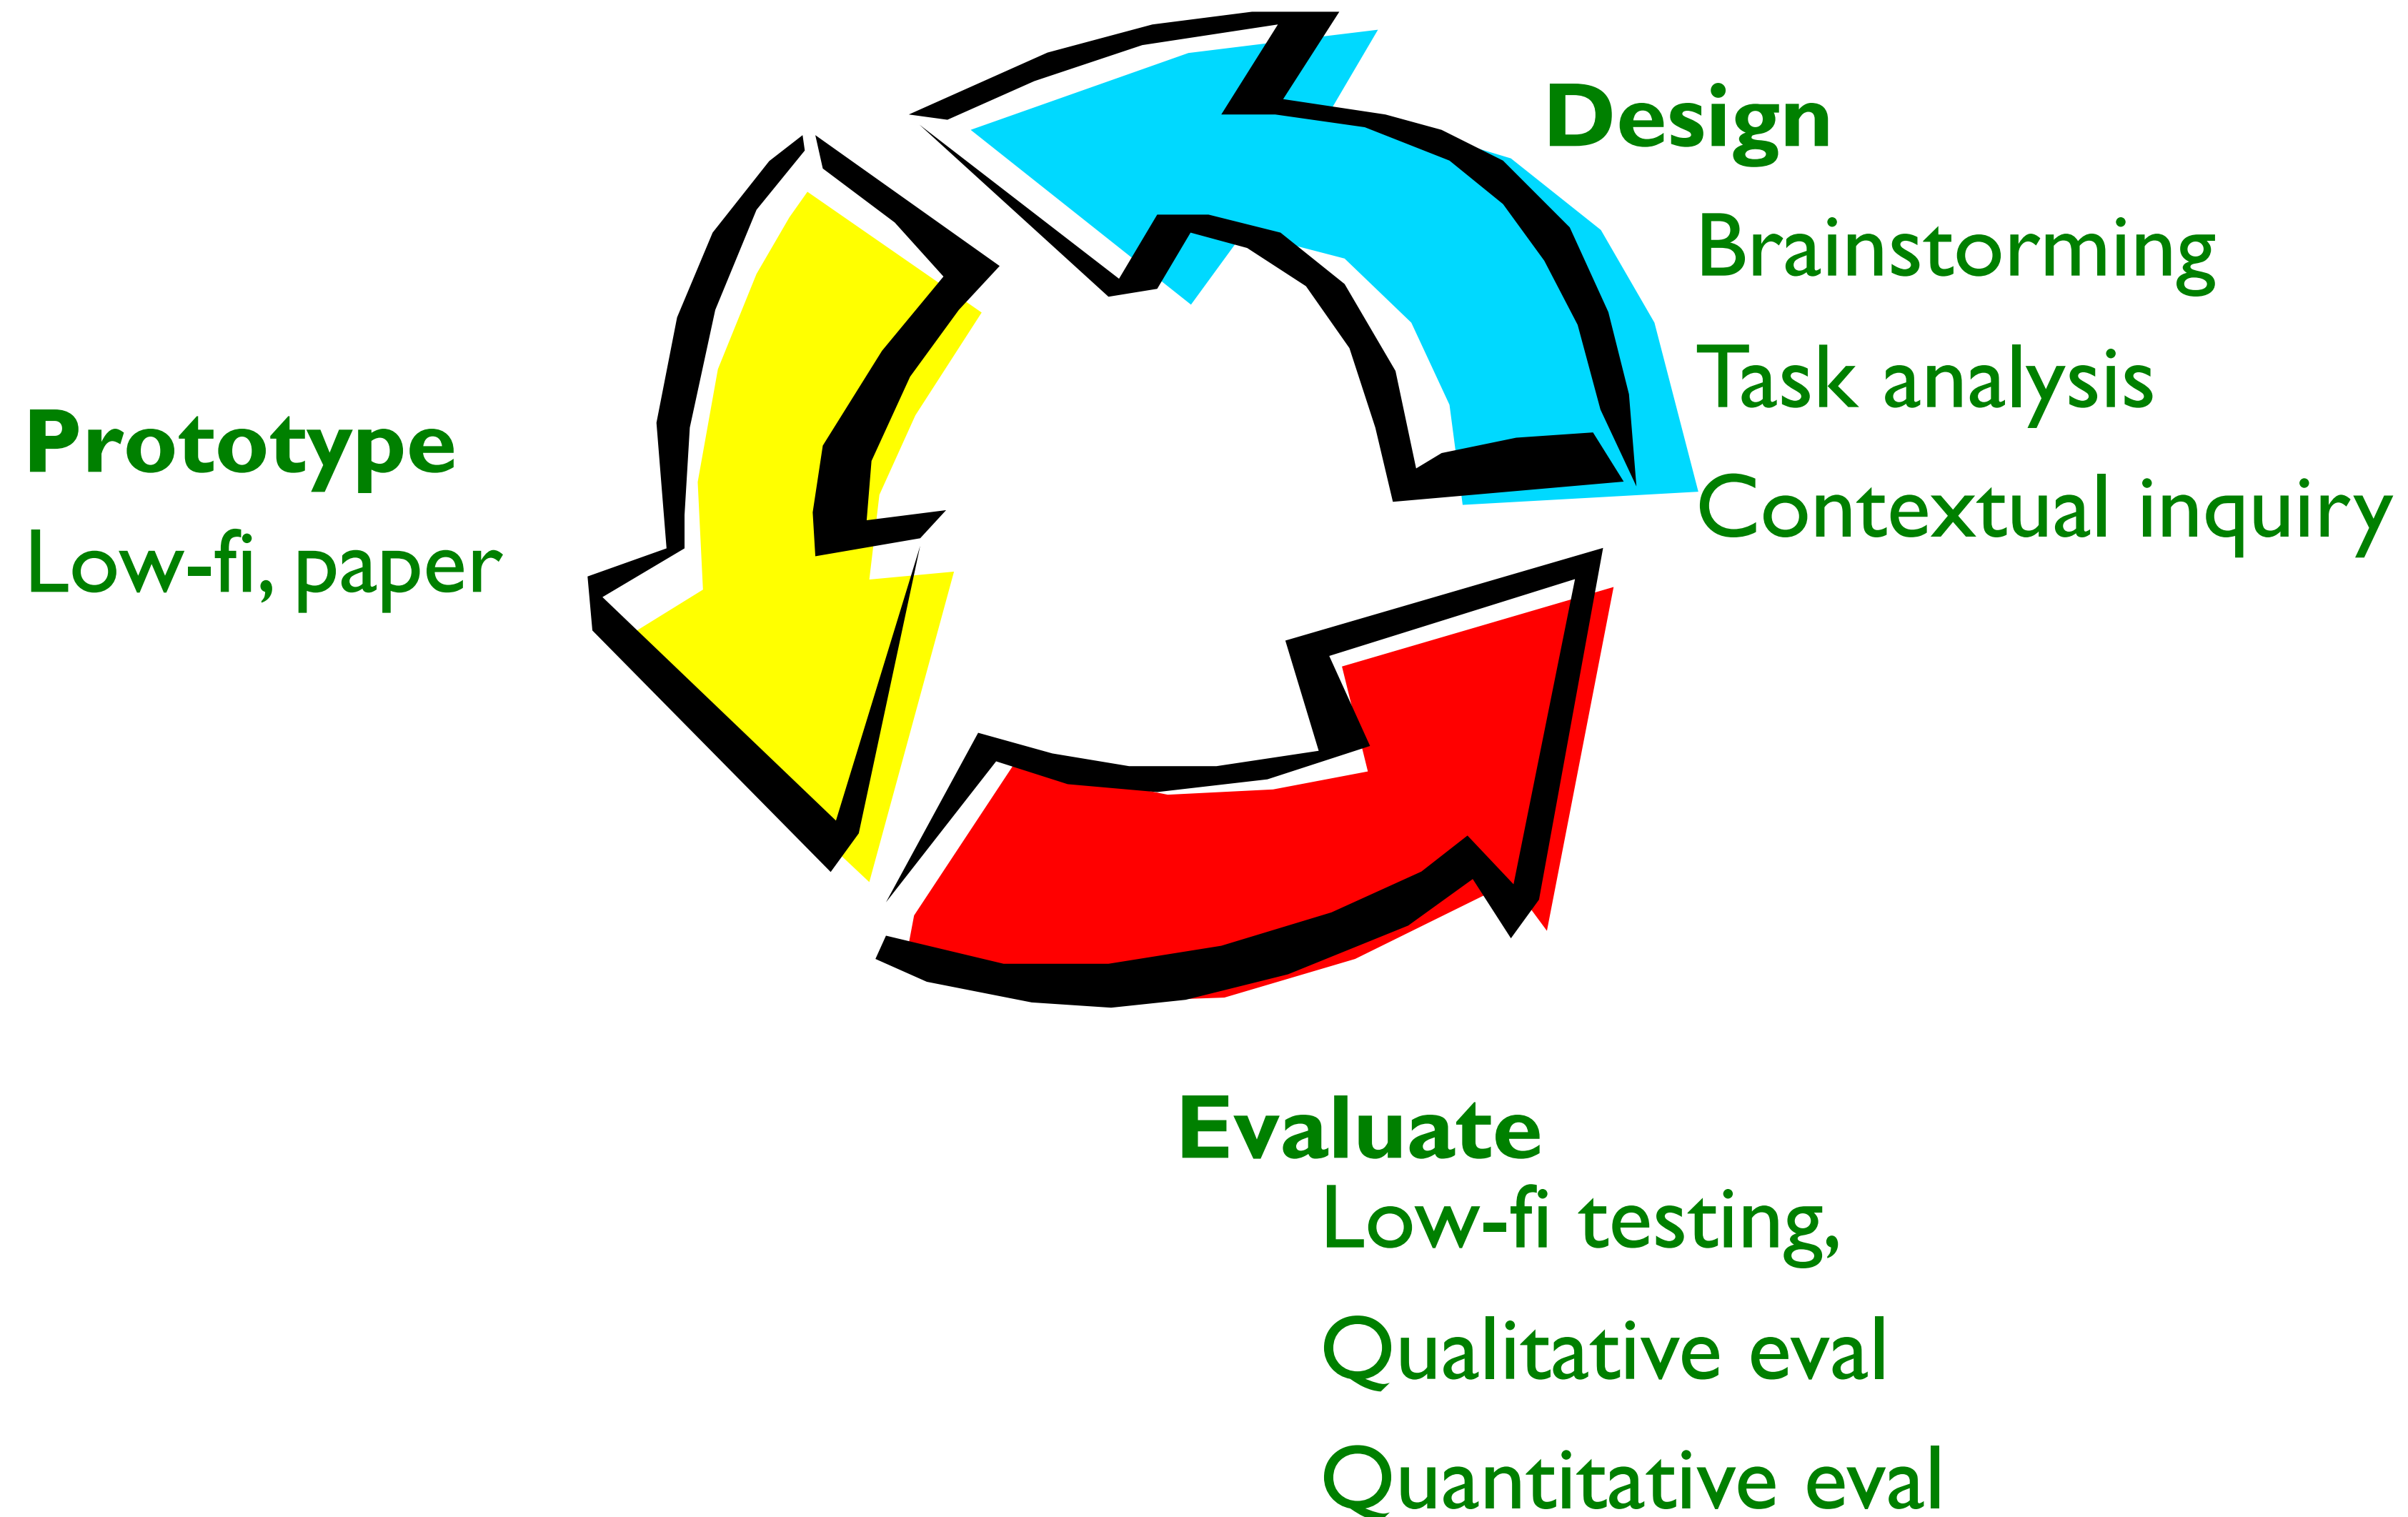 Design
Brainstorming
Task analysis
Contextual inquiry
Prototype
Low-fi, paper
Evaluate
Low-fi testing,
Qualitative eval
Quantitative eval